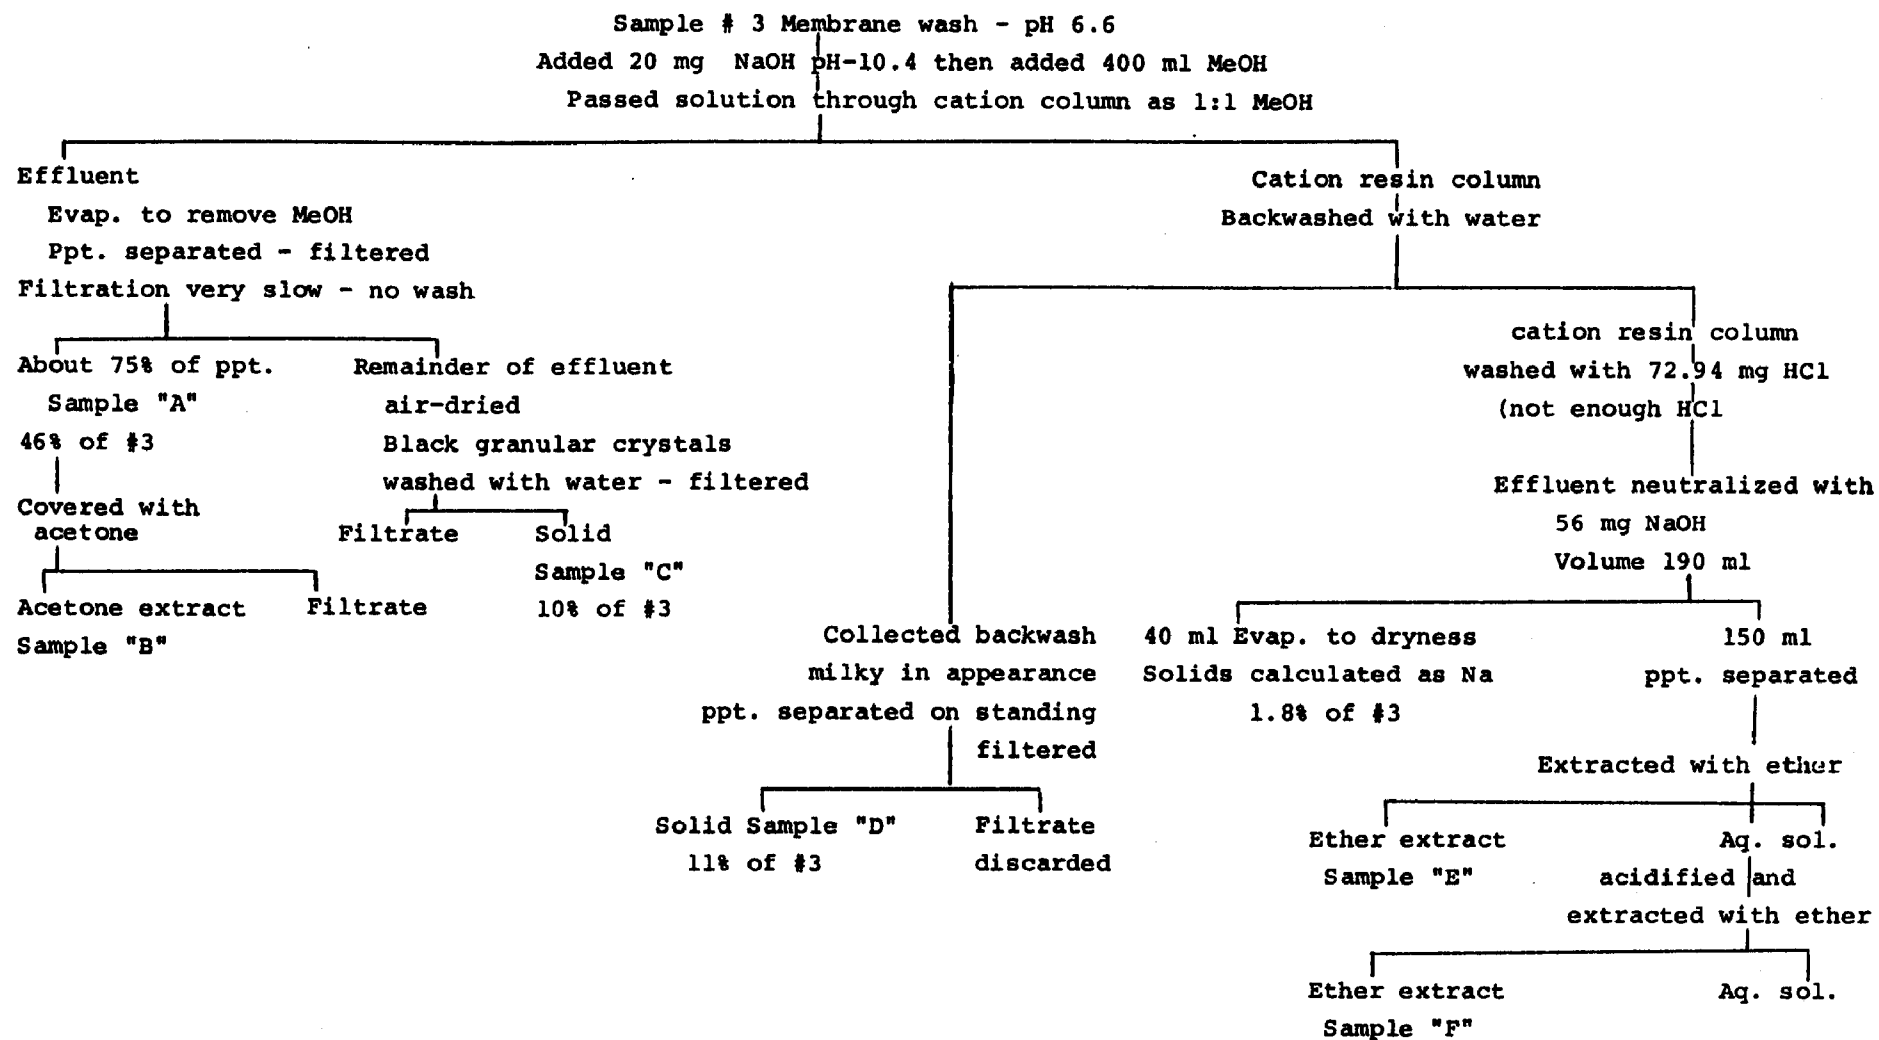 Sample # 3 Membrane wash - pH 6.6
Added 20 mg NaOH pH-10.4 then added 400 ml MeOH
Passed solution through cation column as 1:1 MeOH
Effluent
Evap. to remove MeOH
Ppt. separated - filtered
Filtration very slow - no wash
About 75% of ppt.
Sample "A"
46% of #3
Covered with
acetone
Acetone extract
Sample "B"
Filtrate
Remainder of effluent
air-dried
Black granular crystals
washed with water - filtered
Filtrate
Solid
Sample "C"
10% of #3
Cation resin column
Backwashed with water
Collected backwash
milky in appearance
ppt. separated on standing
filtered
Solid Sample "D"
11% of #3
Filtrate
discarded
cation resin column
washed with 72.94 mg HCl
(not enough HCl
Effluent neutralized with
56 mg NaOH
Volume 190 ml
40 ml Evap. to dryness
Solids calculated as Na
1.8% of #3
150 ml
ppt. separated
Extracted with ether
Ether extract
Sample "E"
Aq. sol.
acidified and
extracted with ether
Ether extract
Sample "F"
Aq. sol.